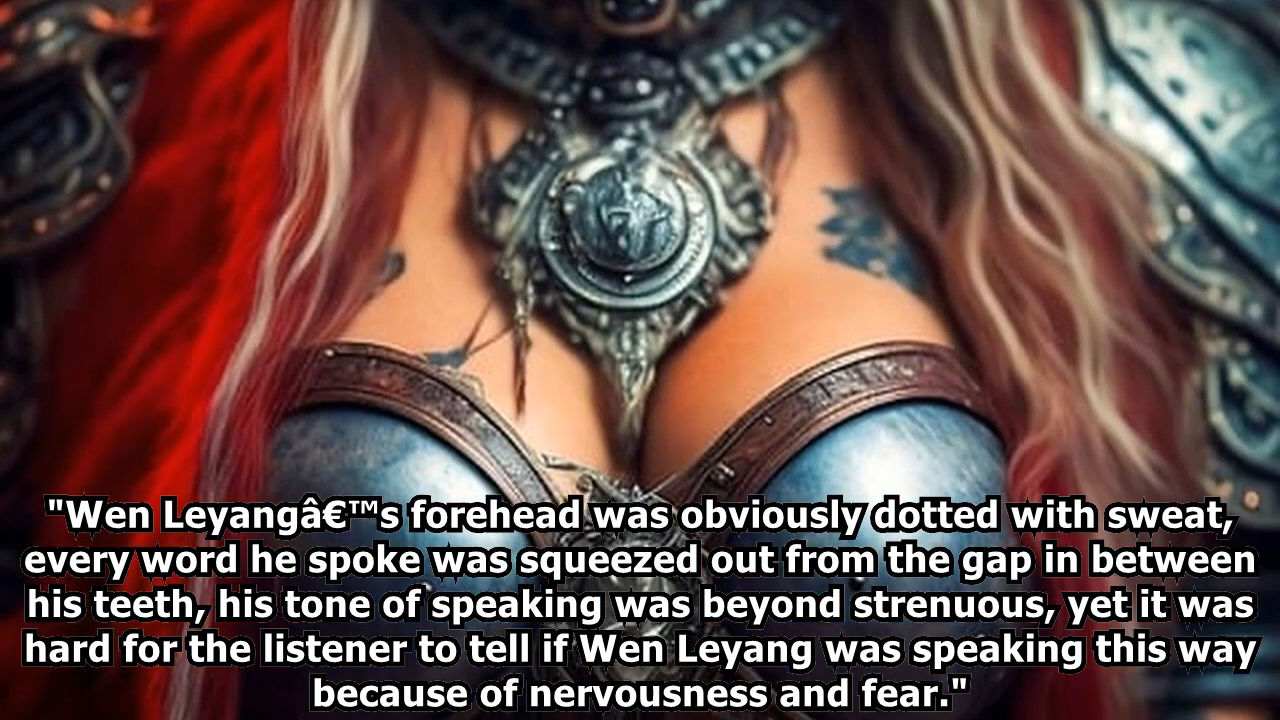 "Wen Leyangâ€™s forehead was obviously dotted with sweat,
every word he spoke was squeezed out from the gap in between
his teeth, his tone of speaking was beyond strenuous, yet it was
hard for the listener to tell if Wen Leyang was speaking this way
because of nervousness and fear."